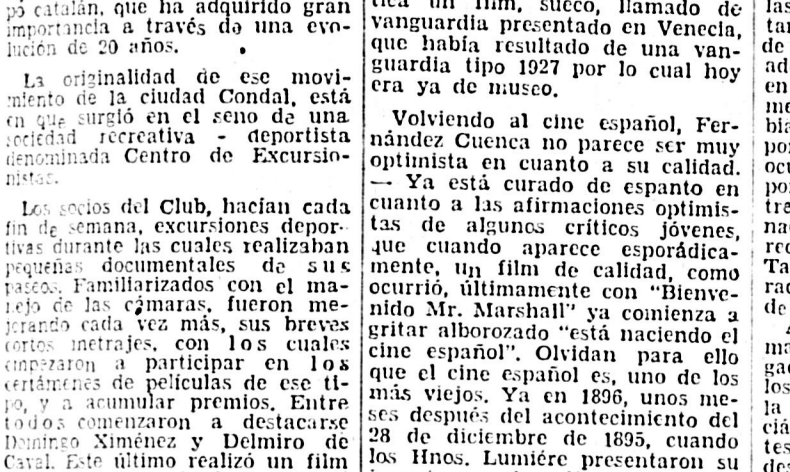 po catalán, que ha adquirido gran
importancia a través de una evo-
lución de 20 años.
La originalidad de ese movi-
miento de la ciudad Condal, está
en que surgió en el seno de una
sociedad recreativa - deportista
denominada Centro de Excursio-
nistas.
Los socios del Club, hacían cada
fin de semana, excursiones depor-
tivas durante las cuales realizaban
pequeñas documentales de sus
paseos. Familiarizados con el ma-
nejo de las cámaras, fueron me-
jorando cada vez más, sus breves
cortos metrajes, con los cuales
empezaron a participar en los
certámenes de películas de ese ti-
po, y a acumular premios. Entre
todos comenzaron a destacarse
Domingo Ximénez y Delmiro de
Caval. Este último realizó un film
tica un film, sueco, llamado de
vanguardia presentado en Venecia,
que había resultado de una van-
guardia tipo 1927 por lo cual hoy
era ya de museo.
Volviendo al cine español, Fer-
nández Cuenca no parece ser muy
optimista en cuanto a su calidad.
— Ya está curado de espanto en
cuanto a las afirmaciones optimis-
tas de algunos críticos jóvenes,
que cuando aparece esporádica-
mente, un film de calidad, como
ocurrió, últimamente con "Bienve-
nido Mr. Marshall" ya comienza a
gritar alborozado "está naciendo el
cine español". Olvidan para ello
que el cine español es, uno de los
más viejos. Ya en 1896, unos me-
ses después del acontecimiento del
28 de diciembre de 1895, cuando
los Hnos. Lumiére presentaron su